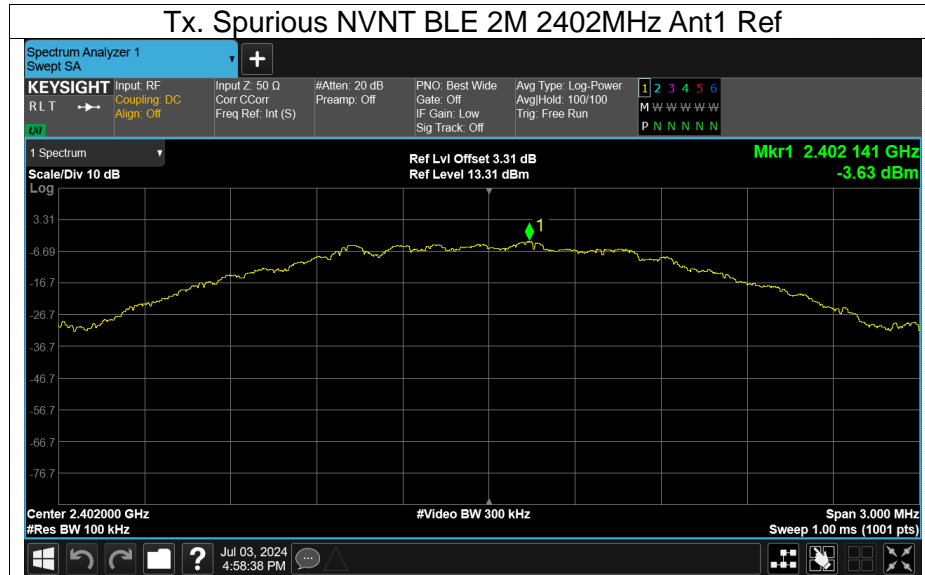 Tx. Spurious NVNT BLE 2M 2402MHz Ant1 Ref
Spectrum Analyzer 1
Swept SA
KEYSIGHT
RLT
LXI
Input: RF
Coupling: DC
Align: Off
Input Z: 50 Ω
Corr CCorr
Freq Ref: Int (S)
#Atten: 20 dB
Preamp: Off
PNO: Best Wide
Gate: Off
IF Gain: Low
Sig Track: Off
Avg Type: Log-Power
Avg|Hold: 100/100
Trig: Free Run
1 2 3 4 5 6
M W W W W W
P N N N N N
1 Spectrum
Scale/Div 10 dB
Log
Ref Lvl Offset 3.31 dB
Ref Level 13.31 dBm
Mkr1 2.402 141 GHz
-3.63 dBm
1
3.31
-6.69
-16.7
-26.7
-36.7
-46.7
-56.7
-66.7
-76.7
Center 2.402000 GHz
#Res BW 100 kHz
#Video BW 300 kHz
Span 3.000 MHz
Sweep 1.00 ms (1001 pts)
?
Jul 03, 2024
4:58:38 PM